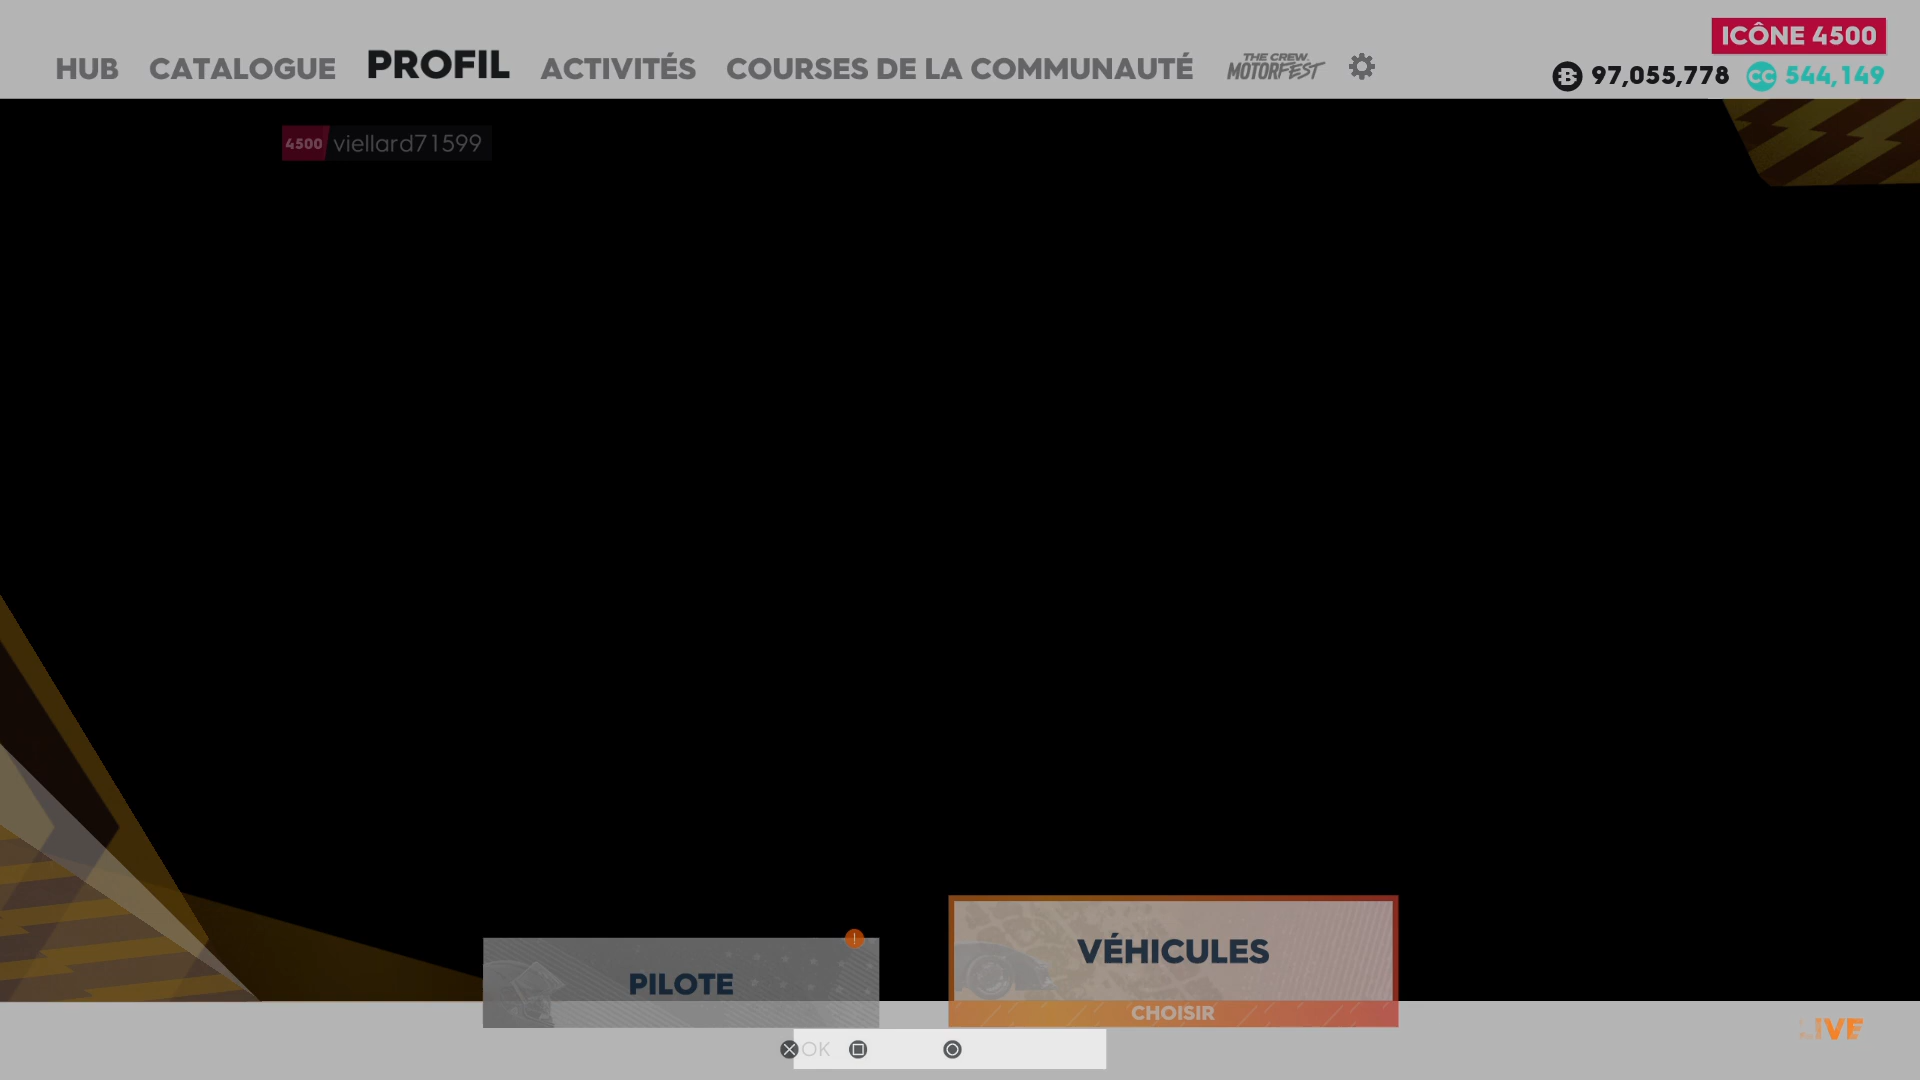 HUB CATALOGUE PROFIL ACTIVITÉS COURSES DE LA COMMUNAUTÉ THE CREW MOTORFEST
ICÔNE 4500
97,055,778 CC 544,149
4500 viellard71599
PILOTE
!
VÉHICULES
CHOISIR
OK
LIVE